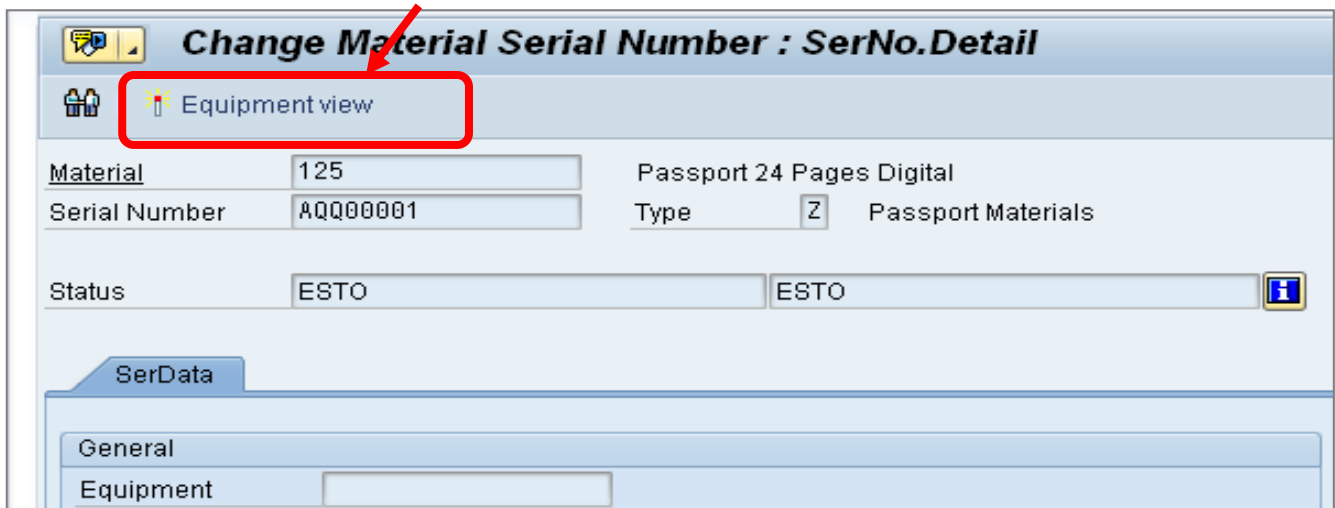 Change Material Serial Number : SerNo.Detail
Equipment view
Material 125 Passport 24 Pages Digital
Serial Number AQQ00001 Type Z Passport Materials
Status ESTO ESTO
SerData
General
Equipment